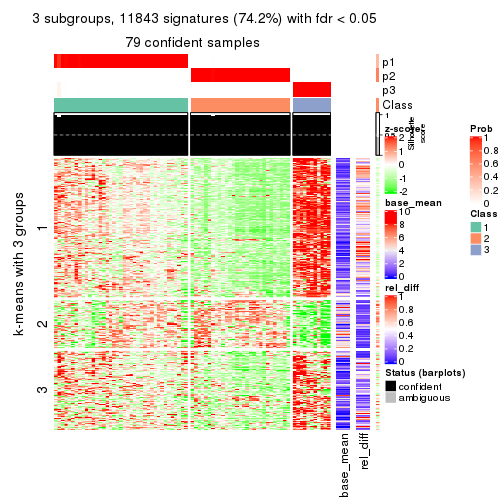 3 subgroups, 11843 signatures (74.2%) with fdr < 0.05
79 confident samples
p1
p2
p3
Class
1
Silhouette
score
k-means with 3 groups
1
2
3
base_mean
rel_diff
z-score
2
1
0
-1
-2
base_mean
10
8
6
4
2
0
rel_diff
1
0.8
0.6
0.4
0.2
0
Status (barplots)
confident
ambiguous
Prob
1
0.8
0.6
0.4
0.2
0
Class
1
2
3